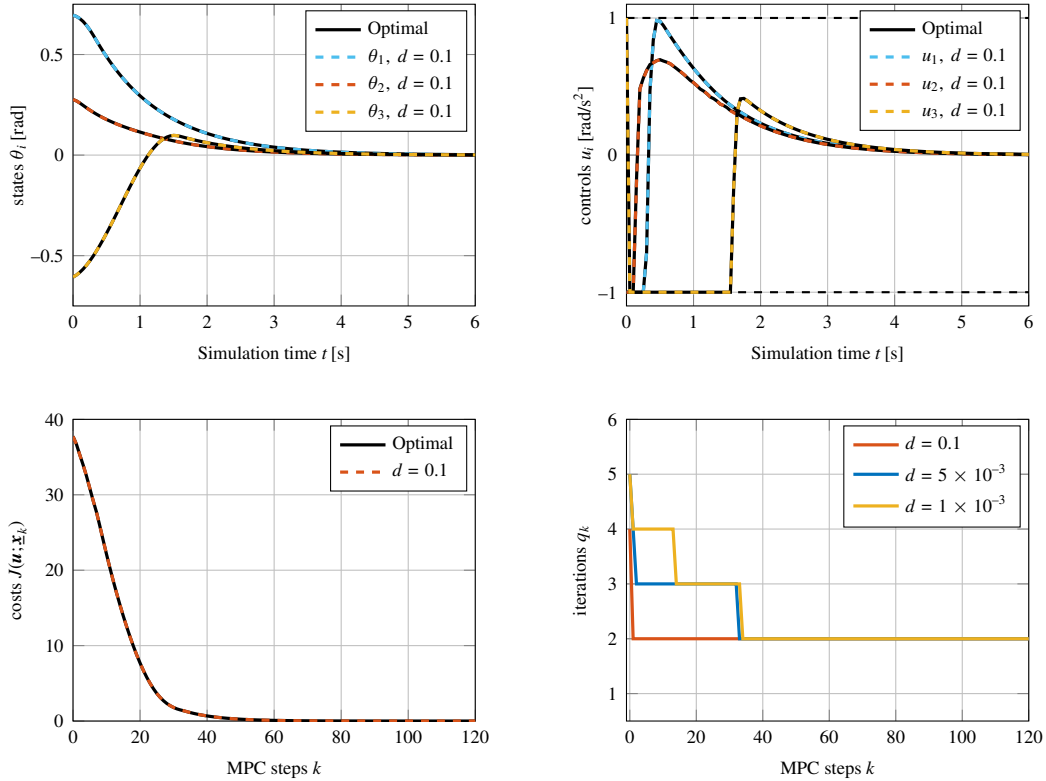 0.5
0
−0.5
0
1
2
3
4
5
6
states θi [rad]
Simulation time t [s]
Optimal
θ1, d = 0.1
θ2, d = 0.1
θ3, d = 0.1
1
0
−1
0
1
2
3
4
5
6
controls ui [rad/s²]
Simulation time t [s]
Optimal
u1, d = 0.1
u2, d = 0.1
u3, d = 0.1
40
30
20
10
0
0
20
40
60
80
100
120
costs J(u; xk)
MPC steps k
Optimal
d = 0.1
6
5
4
3
2
1
0
20
40
60
80
100
120
iterations qk
MPC steps k
d = 0.1
d = 5 × 10−3
d = 1 × 10−3